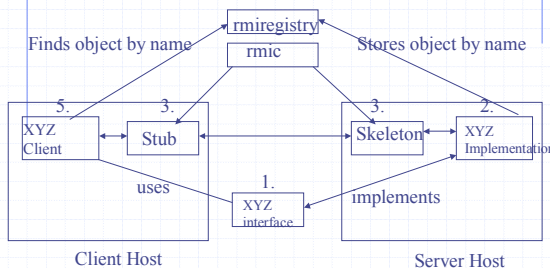 rmiregistry
Finds object by name
Stores object by name
rmic
5.
3.
3.
2.
XYZ
Client
Stub
Skeleton
XYZ
Implementation
uses
1.
XYZ
interface
implements
Client Host
Server Host